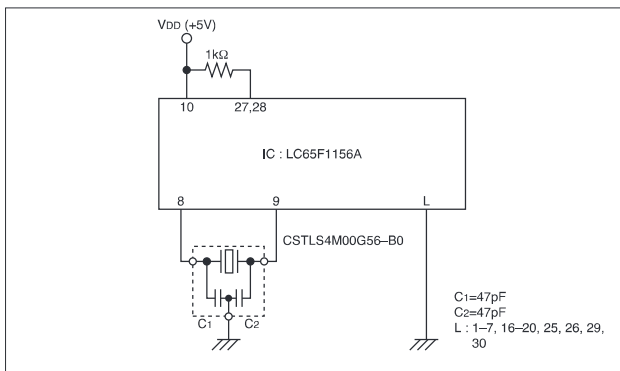 VDD (+5V)
1kΩ
10
27,28
IC : LC65F1156A
8
9
L
CSTLS4M00G56–B0
C1
C2
C1=47pF
C2=47pF
L : 1–7, 16–20, 25, 26, 29,
30